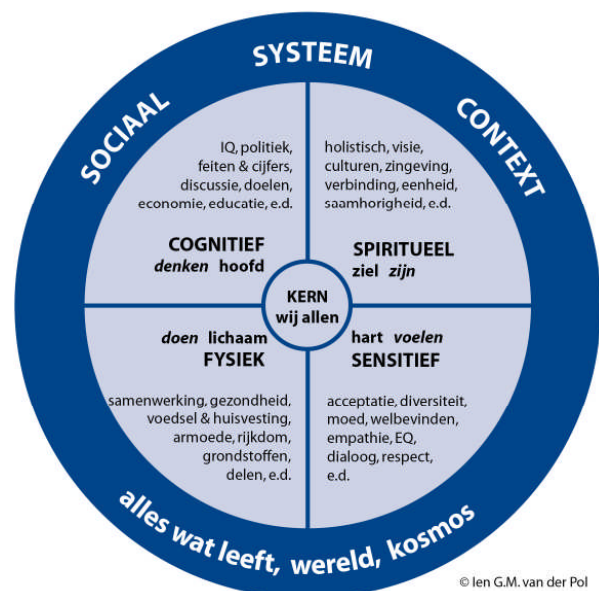 SOCIAAL SYSTEEM CONTEXT
IQ, politiek,
feiten & cijfers,
discussie, doelen,
economie, educatie, e.d.
COGNITIEF
denken hoofd
holistisch, visie,
culturen, zingeving,
verbinding, eenheid,
saamhorigheid, e.d.
SPIRITUEEL
ziel zijn
KERN
wij allen
doen lichaam
FYSIEK
samenwerking, gezondheid,
voedsel & huisvesting,
armoede, rijkdom,
grondstoffen,
delen, e.d.
hart voelen
SENSITIEF
acceptatie, diversiteit,
moed, welbevinden,
empathie, EQ,
dialoog, respect,
e.d.
alles wat leeft, wereld, kosmos
© Ien G.M. van der Pol